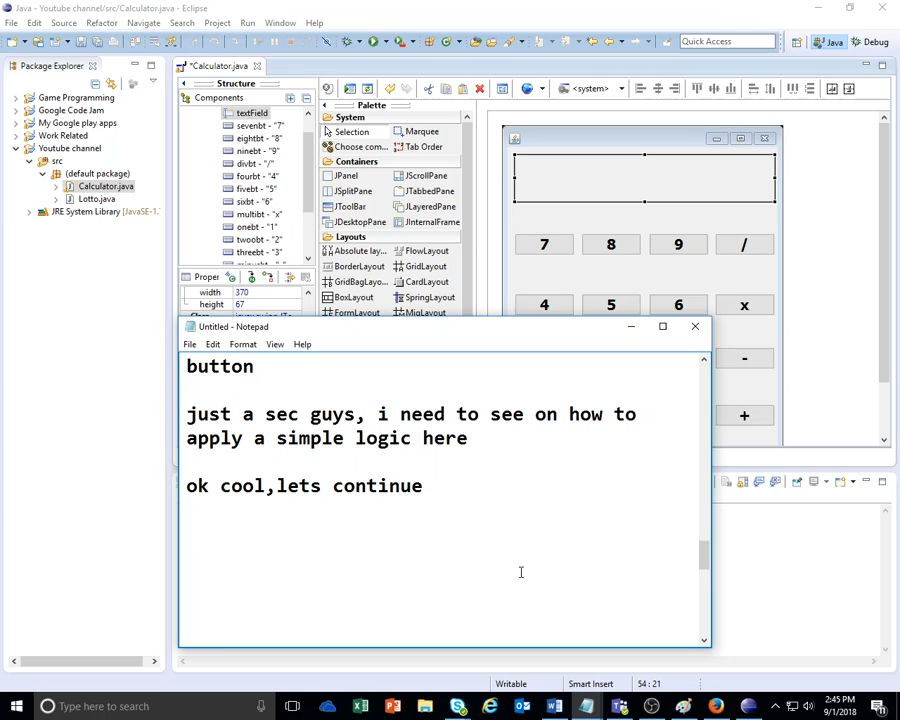 Java - Youtube channel/src/Calculator.java - Eclipse
File Edit Source Refactor Navigate Search Project Run Window Help
Quick Access
Java
Debug
Package Explorer
*Calculator.java
Game Programming
Google Code Jam
My Google play apps
Work Related
Youtube channel
src
(default package)
Calculator.java
Lotto.java
JRE System Library [JavaSE-1.
Structure
Components
textField
sevenbt - "7"
eightbt - "8"
ninebt - "9"
divbt - "/"
fourbt - "4"
fivebt - "5"
sixbt - "6"
multibt - "x"
onebt - "1"
twoobt - "2"
threebt - "3"
Proper
width 370
height 67
Palette
<system>
System
Selection
Marquee
Choose com...
Tab Order
Containers
JPanel
JScrollPane
JSplitPane
JTabbedPane
JToolBar
JLayeredPane
JDesktopPane
JInternalFrame
Layouts
Absolute lay...
FlowLayout
BorderLayout
GridLayout
GridBagLay...
CardLayout
BoxLayout
SpringLayout
FormLayout
MigLayout
7 8 9 /
4 5 6 x
-
+
Untitled - Notepad
File Edit Format View Help
button
just a sec guys, i need to see on how to
apply a simple logic here
ok cool,lets continue
Writable
Smart Insert
54 : 21
Type here to search
2:45 PM
9/1/2018